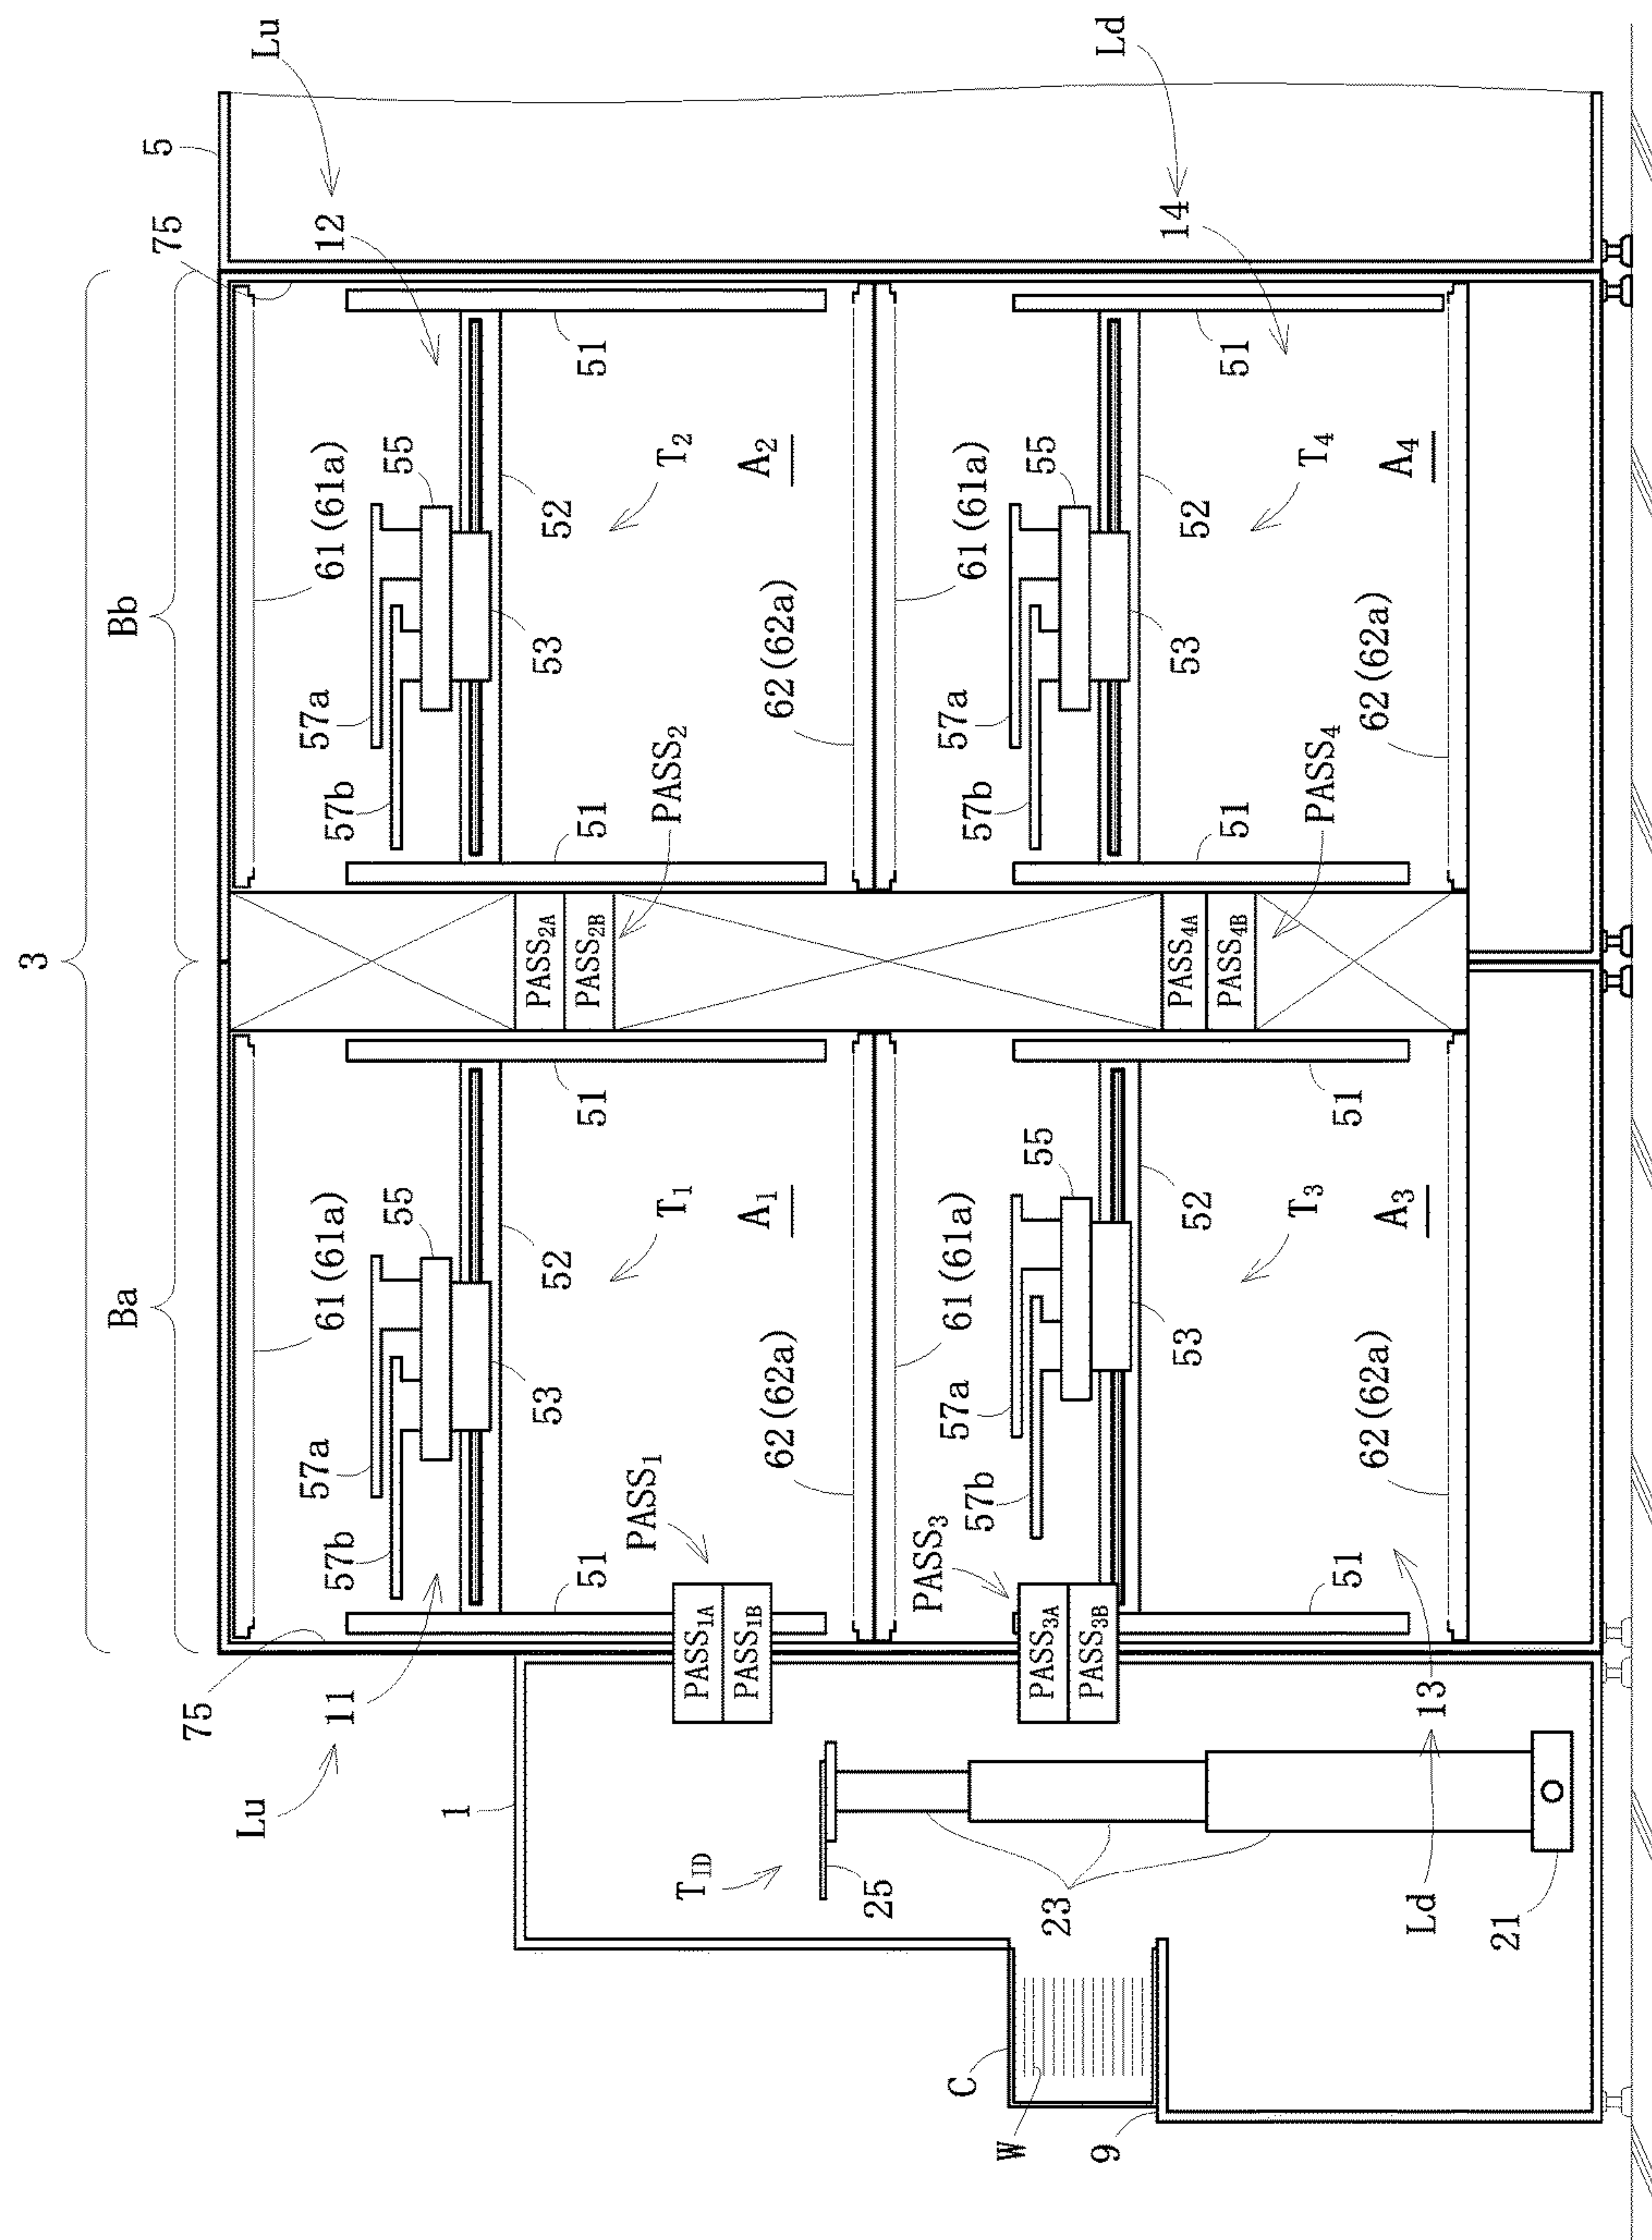 3
Ba
Bb
75
5
Lu
Lu
11
12
61(61a)
61(61a)
57a
55
57a
55
57b
57b
53
52
53
52
51
51
51
51
T1
T2
A1
A2
PASS1
PASS2
PASS2A
PASS2B
PASS1A
PASS1B
62(62a)
62(62a)
1
TID
25
PASS3
PASS3A
PASS3B
61(61a)
61(61a)
57a
55
57a
55
57b
57b
53
52
53
52
51
51
51
51
T3
T4
A3
A4
PASS4
PASS4A
PASS4B
62(62a)
62(62a)
13
14
Ld
Ld
C
W
9
23
21
75